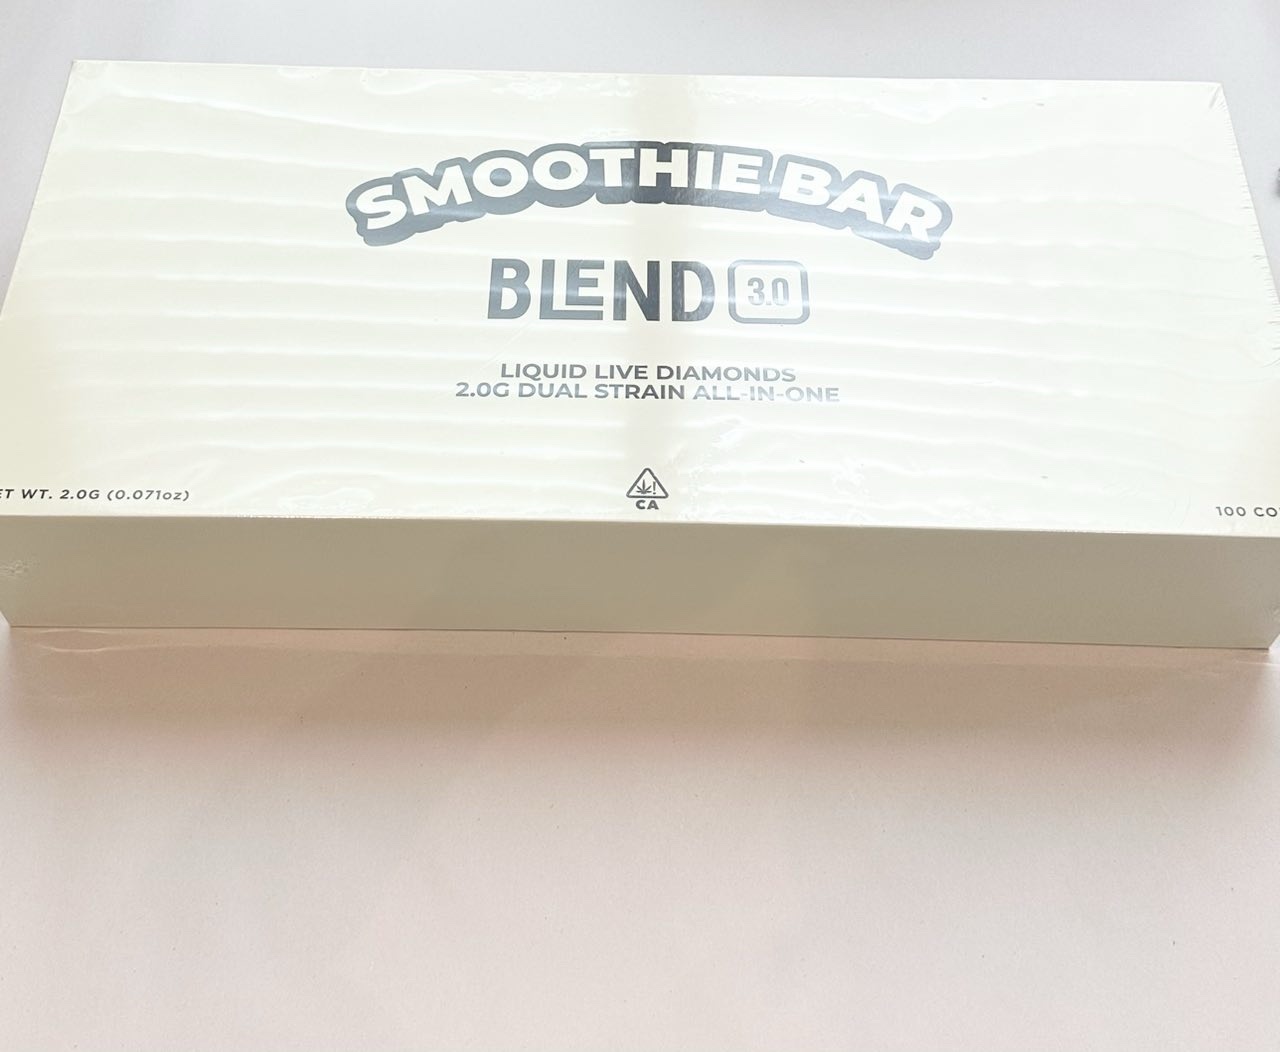 SMOOTHIE BAR
BLEND 3.0
LIQUID LIVE DIAMONDS
2.0G DUAL STRAIN ALL-IN-ONE
WT. 2.0G (0.071oz)
CA
100